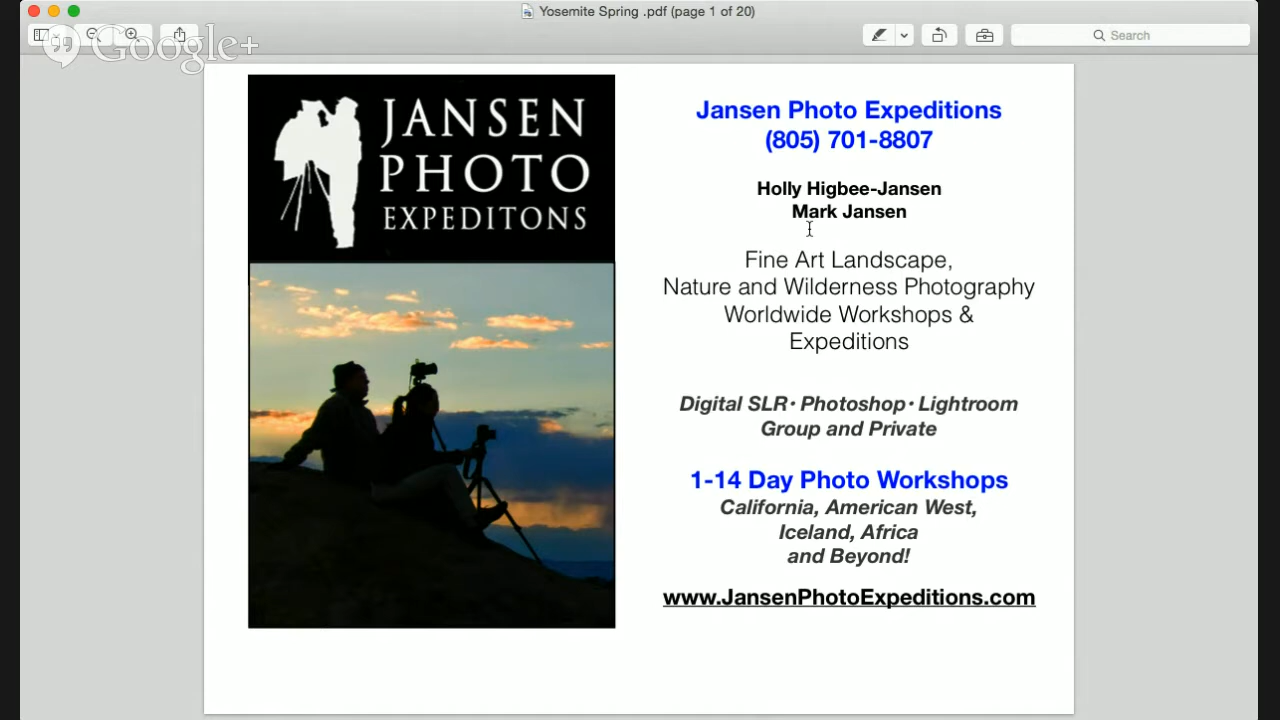 Yosemite Spring .pdf (page 1 of 20)
Google+
Search
JANSEN
PHOTO
EXPEDITONS
Jansen Photo Expeditions
(805) 701-8807
Holly Higbee-Jansen
Mark Jansen
Fine Art Landscape,
Nature and Wilderness Photography
Worldwide Workshops &
Expeditions
Digital SLR· Photoshop· Lightroom
Group and Private
1-14 Day Photo Workshops
California, American West,
Iceland, Africa
and Beyond!
www.JansenPhotoExpeditions.com